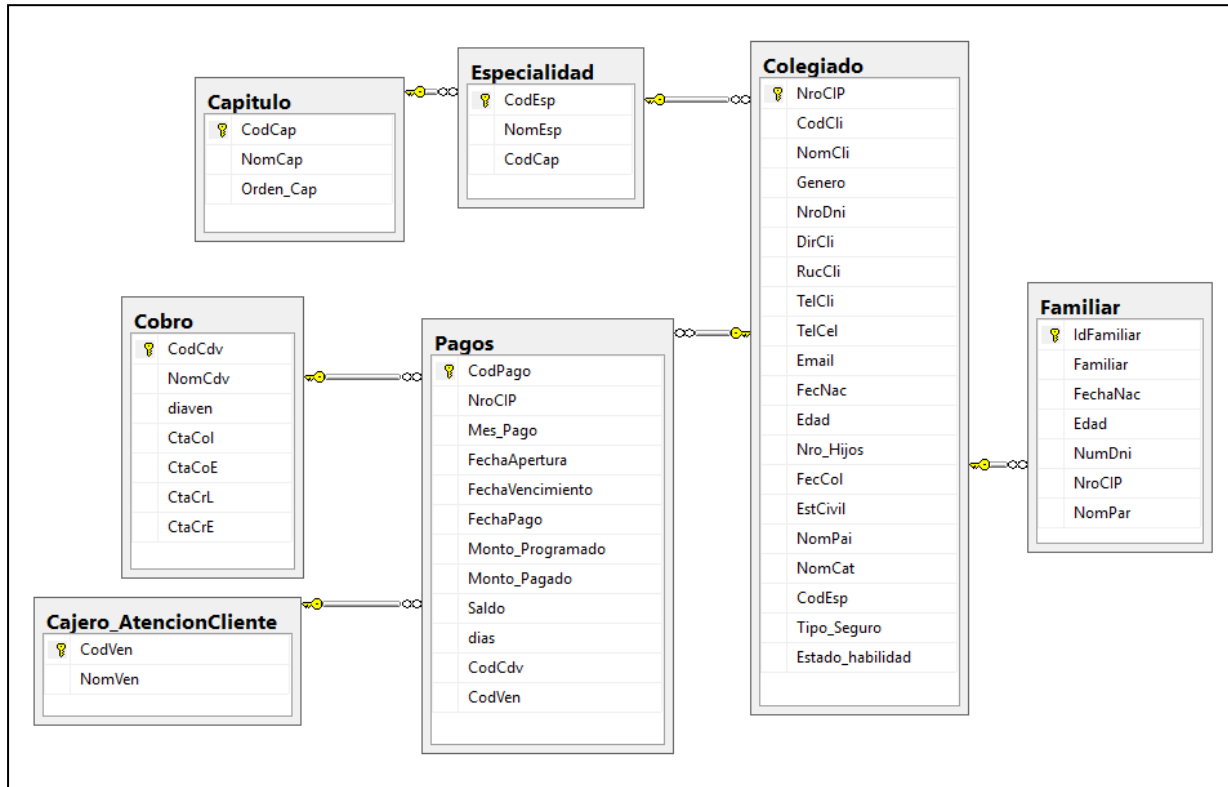 Capitulo
CodCap
NomCap
Orden_Cap
Especialidad
CodEsp
NomEsp
CodCap
Colegiado
NroCIP
CodCli
NomCli
Genero
NroDni
DirCli
RucCli
TelCli
TelCel
Email
FecNac
Edad
Nro_Hijos
FecCol
EstCivil
NomPai
NomCat
CodEsp
Tipo_Seguro
Estado_habilidad
Cobro
CodCdv
NomCdv
diaven
CtaCol
CtaCoE
CtaCrL
CtaCrE
Pagos
CodPago
NroCIP
Mes_Pago
FechaApertura
FechaVencimiento
FechaPago
Monto_Programado
Monto_Pagado
Saldo
dias
CodCdv
CodVen
Familiar
IdFamiliar
Familiar
FechaNac
Edad
NumDni
NroCIP
NomPar
Cajero_AtencionCliente
CodVen
NomVen